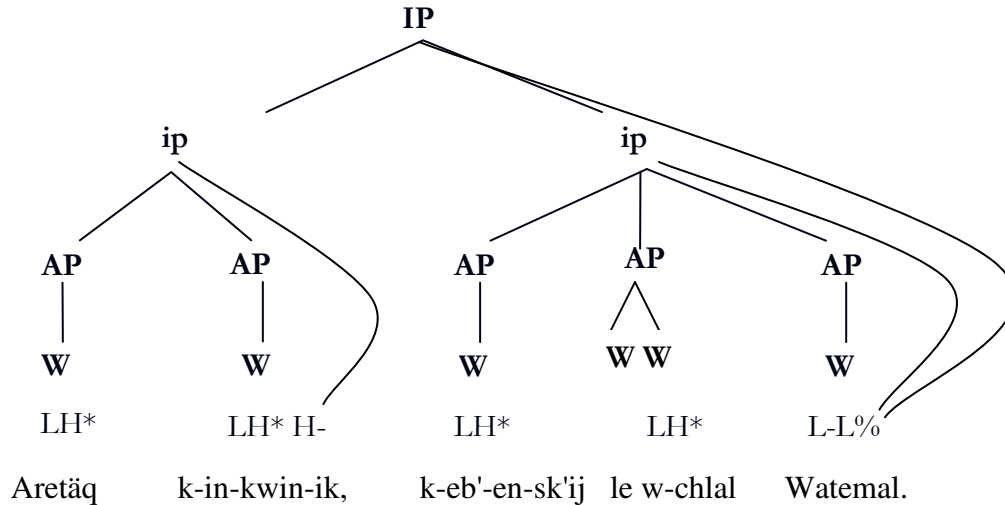 IP
ip ip
AP AP AP AP AP
W W W W W W
LH* LH* H- LH* LH* L-L%
Aretäq k-in-kwin-ik, k-eb'-en-sk'ij le w-chlal Watemal.